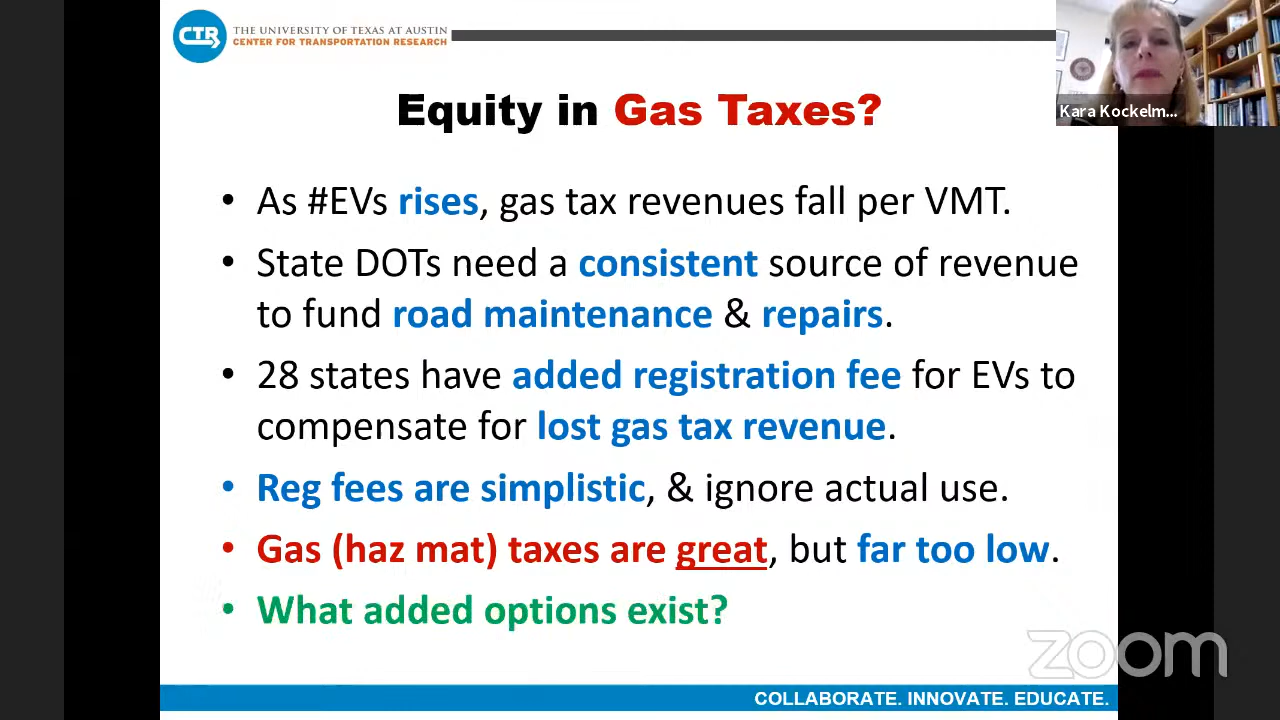 CTR
THE UNIVERSITY OF TEXAS AT AUSTIN
CENTER FOR TRANSPORTATION RESEARCH
Kara Kockelm...
Equity in Gas Taxes?
• As #EVs rises, gas tax revenues fall per VMT.
• State DOTs need a consistent source of revenue
to fund road maintenance & repairs.
• 28 states have added registration fee for EVs to
compensate for lost gas tax revenue.
• Reg fees are simplistic, & ignore actual use.
• Gas (haz mat) taxes are great, but far too low.
• What added options exist?
zoom
COLLABORATE. INNOVATE. EDUCATE.